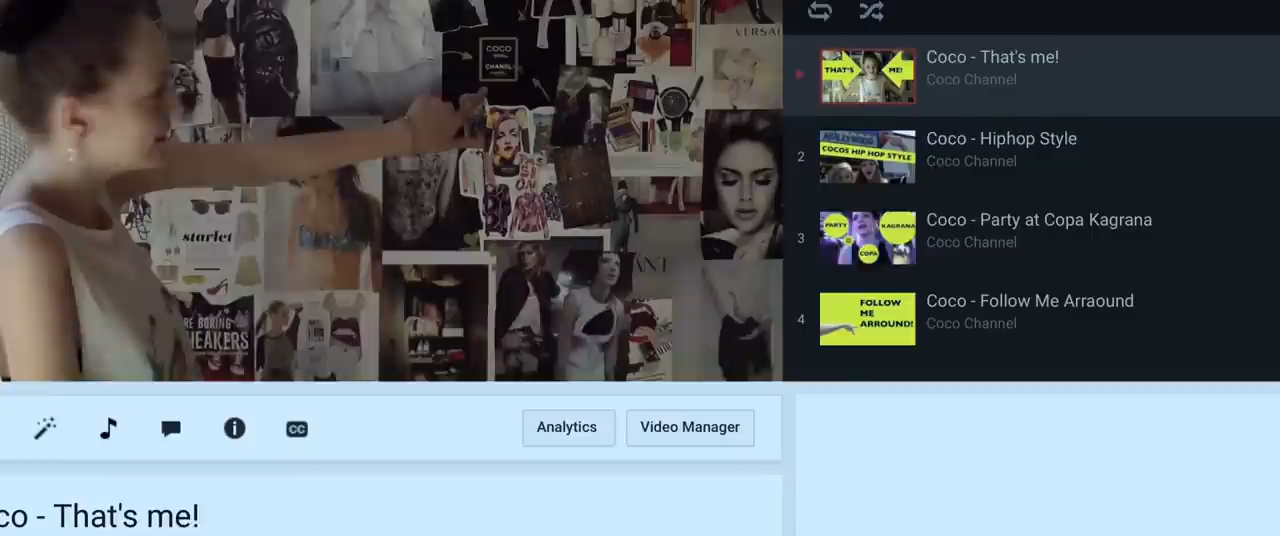 VERSAC
COCO
CHANEL
starlet
RE BORING
NEAKERS
Coco - That's me!
Coco Channel
THAT'S
ME!
2
Coco - Hiphop Style
Coco Channel
COCOS HIP HOP STYLE
3
Coco - Party at Copa Kagrana
Coco Channel
PARTY
KAGRANA
COPA
4
Coco - Follow Me Arraound
Coco Channel
FOLLOW
ME
ARROUND!
CC
Analytics
Video Manager
co - That's me!